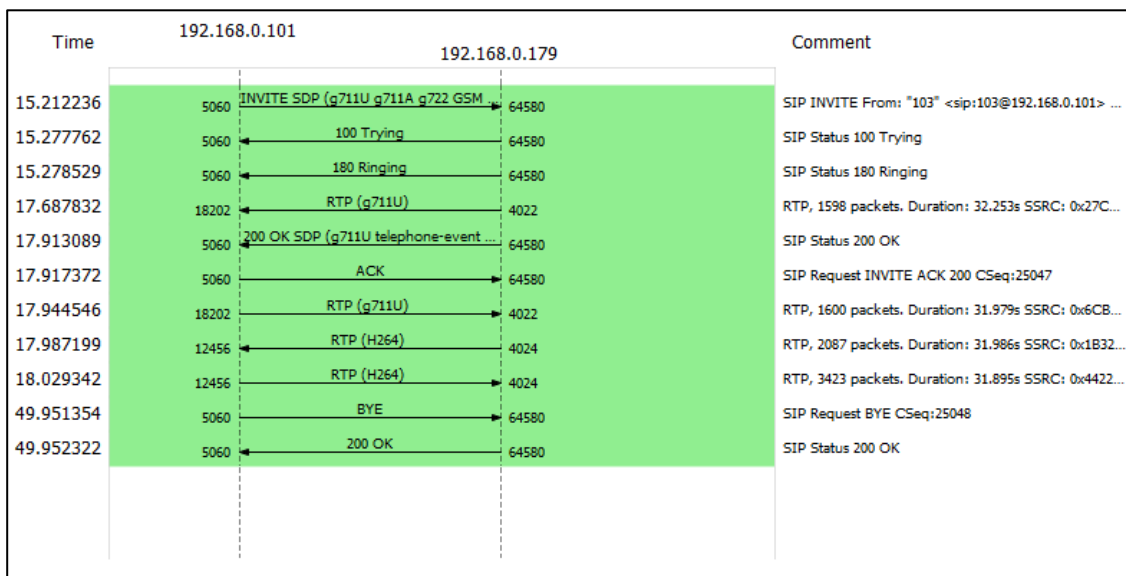 Time 192.168.0.101 192.168.0.179 Comment
15.212236 5060 INVITE SDP (g711U g711A g722 GSM ... 64580 SIP INVITE From: "103" <sip:103@192.168.0.101> ...
15.277762 5060 100 Trying 64580 SIP Status 100 Trying
15.278529 5060 180 Ringing 64580 SIP Status 180 Ringing
17.687832 18202 RTP (g711U) 4022 RTP, 1598 packets. Duration: 32.253s SSRC: 0x27C...
17.913089 5060 200 OK SDP (g711U telephone-event ... 64580 SIP Status 200 OK
17.917372 5060 ACK 64580 SIP Request INVITE ACK 200 CSeq:25047
17.944546 18202 RTP (g711U) 4022 RTP, 1600 packets. Duration: 31.979s SSRC: 0x6CB...
17.987199 12456 RTP (H264) 4024 RTP, 2087 packets. Duration: 31.986s SSRC: 0x1B32...
18.029342 12456 RTP (H264) 4024 RTP, 3423 packets. Duration: 31.895s SSRC: 0x4422...
49.951354 5060 BYE 64580 SIP Request BYE CSeq:25048
49.952322 5060 200 OK 64580 SIP Status 200 OK